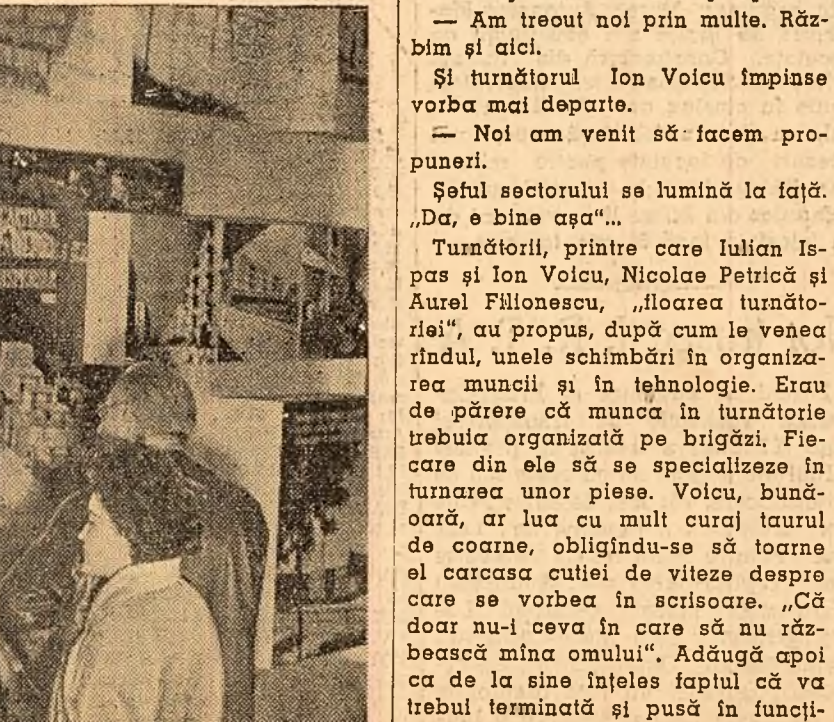 — Am treout noi prin multe. Răz-
bim și aici.
Și turnătorul Ion Voicu împinse
vorba mai departe.
— Noi am venit să facem pro-
puneri.
Șeful sectorului se lumină la față.
„Da, e bine așa“...
Turnătorii, printre care Iulian Is-
pas și Ion Voicu, Nicolae Petrică și
Aurel Filionescu, „floarea turnăto-
riei“, au propus, după cum le venea
rîndul, unele schimbări în organiza-
rea muncii și în tehnologie. Erau
de părere că munca în turnătorie
trebuia organizată pe brigăzi. Fie-
care din ele să se specializeze în
turnarea unor piese. Voicu, bună-
oară, ar lua cu mult curaj taurul
de coarne, obligîndu-se să toarne
el carcasa cutiei de viteze despre
care se vorbea în scrisoare. „Că
doar nu-i ceva în care să nu răz-
bească mîna omului“. Adăugă apoi
ca de la sine înțeles faptul că va
trebui terminată și pusă în funcți-